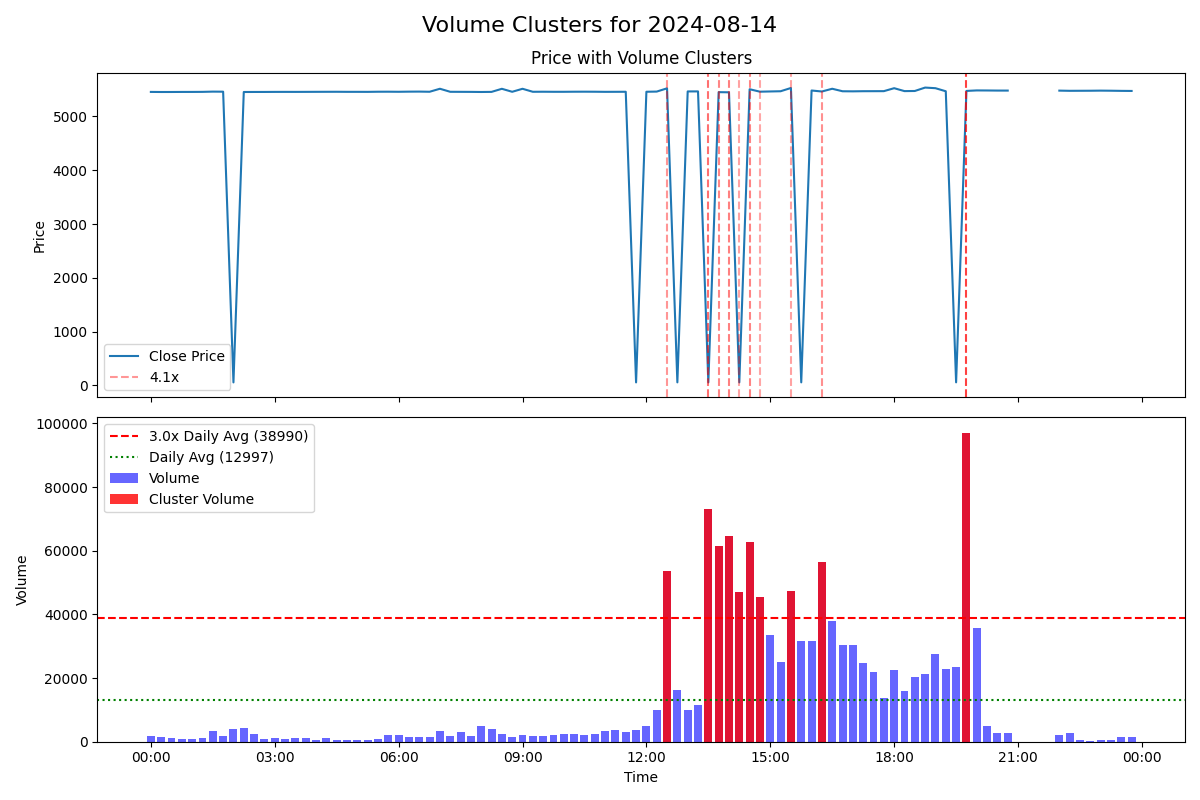 Volume Clusters for 2024-08-14
Price with Volume Clusters
Price
5000
4000
3000
2000
1000
0
Close Price
4.1x
Volume
100000
80000
60000
40000
20000
0
3.0x Daily Avg (38990)
Daily Avg (12997)
Volume
Cluster Volume
00:00
03:00
06:00
09:00
12:00
15:00
18:00
21:00
00:00
Time